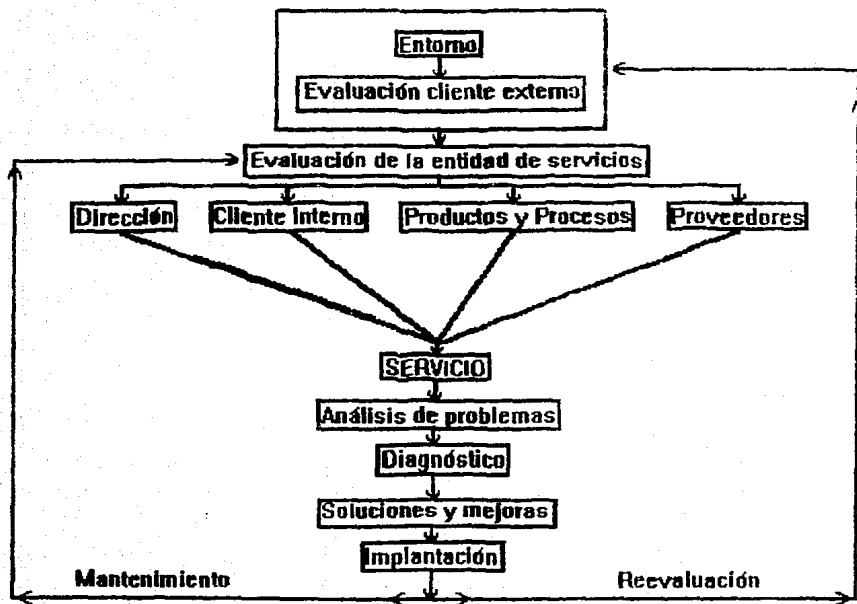 Entorno
Evaluación cliente externo
Evaluación de la entidad de servicios
Dirección
Cliente Interno
Productos y Procesos
Proveedores
SERVICIO
Análisis de problemas
Diagnóstico
Soluciones y mejoras
Implantación
Mantenimiento
Reevaluación